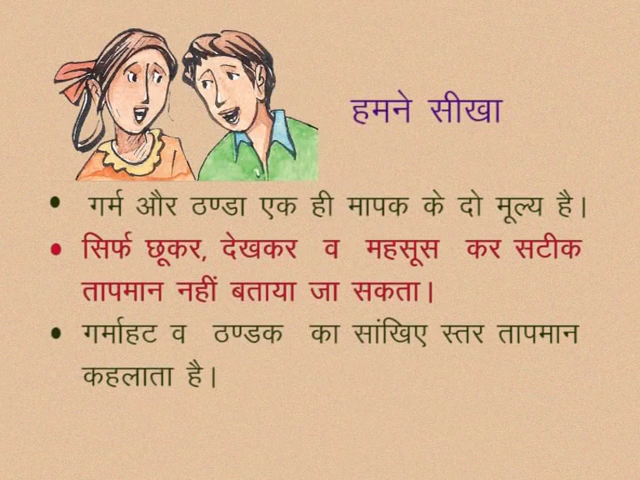 हमने सीखा
• गर्म और ठण्डा एक ही मापक के दो मूल्य है।
• सिर्फ छूकर, देखकर व महसूस कर सटीक
तापमान नहीं बताया जा सकता।
• गर्माहट व ठण्डक का सांखिए स्तर तापमान
कहलाता है।